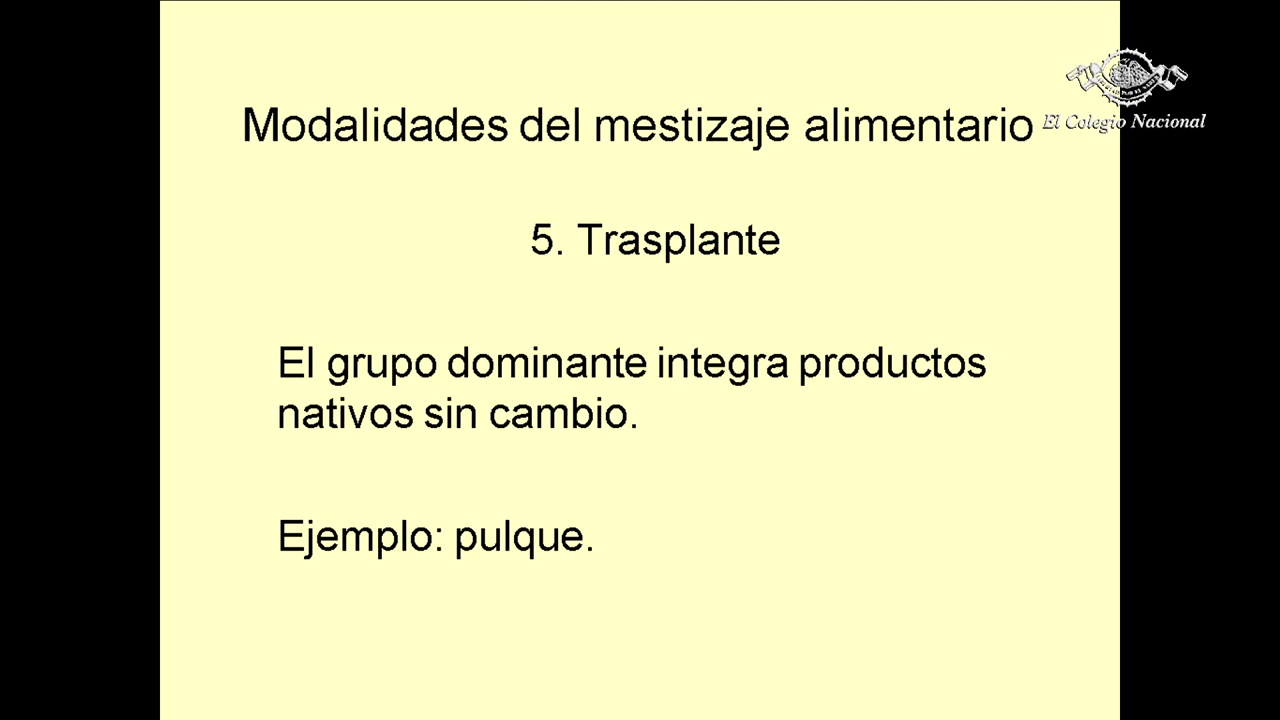 Modalidades del mestizaje alimentario
El Colegio Nacional
5. Trasplante
El grupo dominante integra productos
nativos sin cambio.
Ejemplo: pulque.